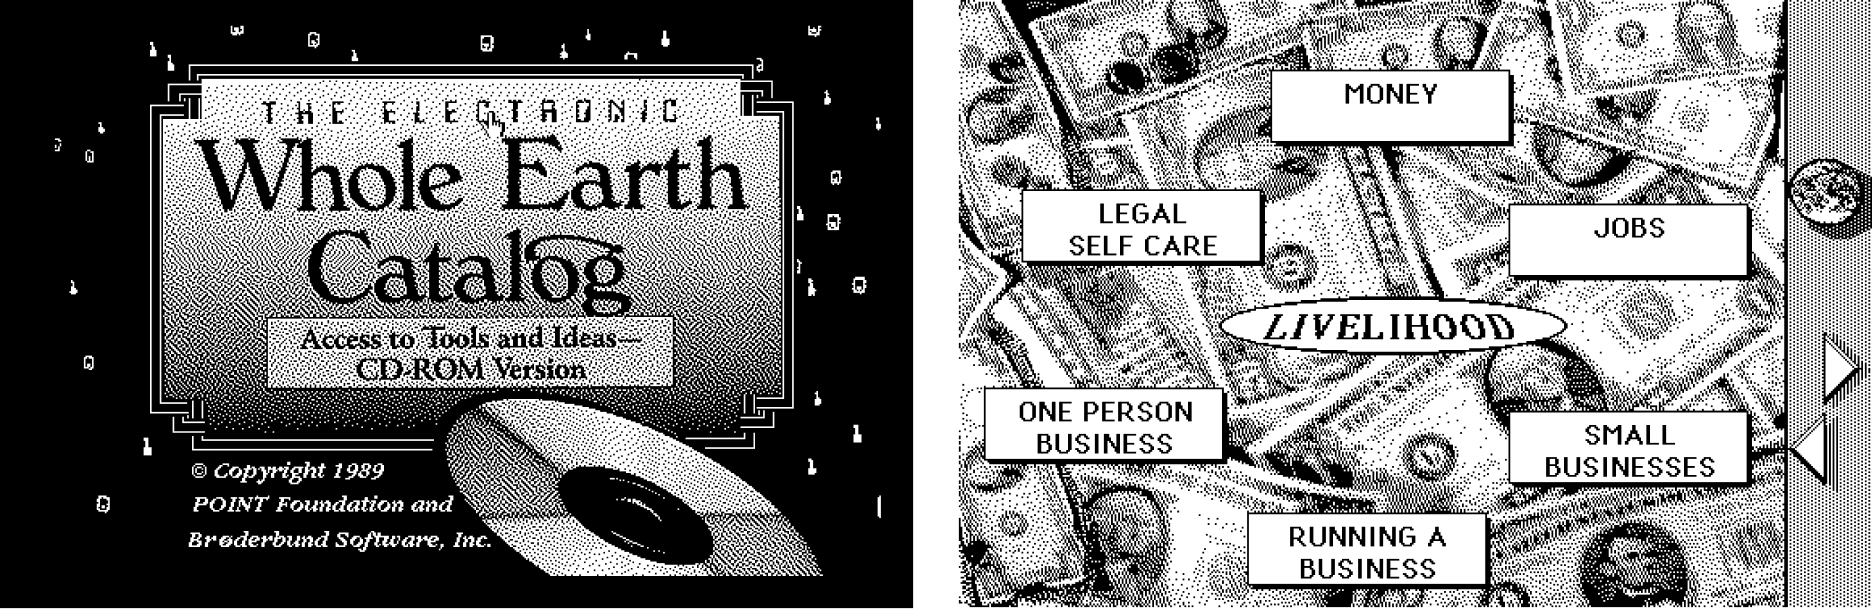 THE ELECTRONIC
Whole Earth
Catalog
Access to Tools and Ideas—
CD-ROM Version
© Copyright 1989
POINT Foundation and
Brøderbund Software, Inc.
MONEY
LEGAL
SELF CARE
JOBS
LIVELIHOOD
ONE PERSON
BUSINESS
SMALL
BUSINESSES
RUNNING A
BUSINESS